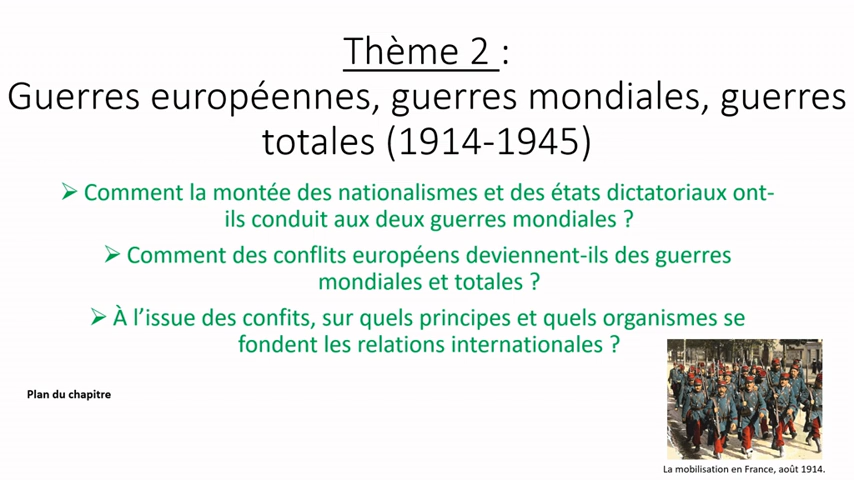 Thème 2 :
Guerres européennes, guerres mondiales, guerres
totales (1914-1945)
➢ Comment la montée des nationalismes et des états dictatoriaux ont-
ils conduit aux deux guerres mondiales ?
➢ Comment des conflits européens deviennent-ils des guerres
mondiales et totales ?
➢ À l’issue des confits, sur quels principes et quels organismes se
fondent les relations internationales ?
Plan du chapitre
La mobilisation en France, août 1914.